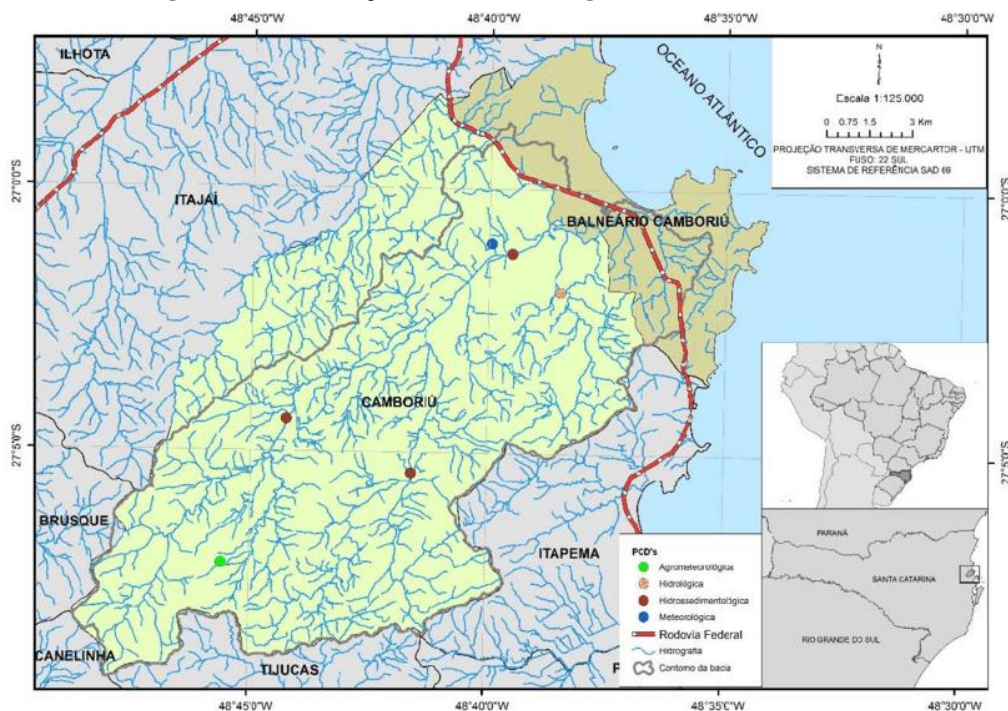 48°45'0"W 48°40'0"W 48°35'0"W 48°30'0"W
ILHOTA
OCEANO ATLÂNTICO
N
Escala 1:125.000
0 0.75 1.5 3 Km
PROJEÇÃO TRANSVERSA DE MERCARTOR - UTM
FUSO: 22 SUL
SISTEMA DE REFERÊNCIA SAD 69
27°0'0"S
27°0'0"S
ITAJAÍ
BALNEÁRIO CAMBORIÚ
CAMBORIÚ
27°5'0"S
27°5'0"S
BRUSQUE
ITAPEMA
CANELINHA
TIJUCAS
P
PCD's
Agrometeorológica
Hidrológica
Hidrossedimentológica
Meteorológica
Rodovia Federal
Hidrografia
Contorno da bacia
PARANÁ
SANTA CATARINA
RIO GRANDE DO SUL
48°45'0"W 48°40'0"W 48°35'0"W 48°30'0"W